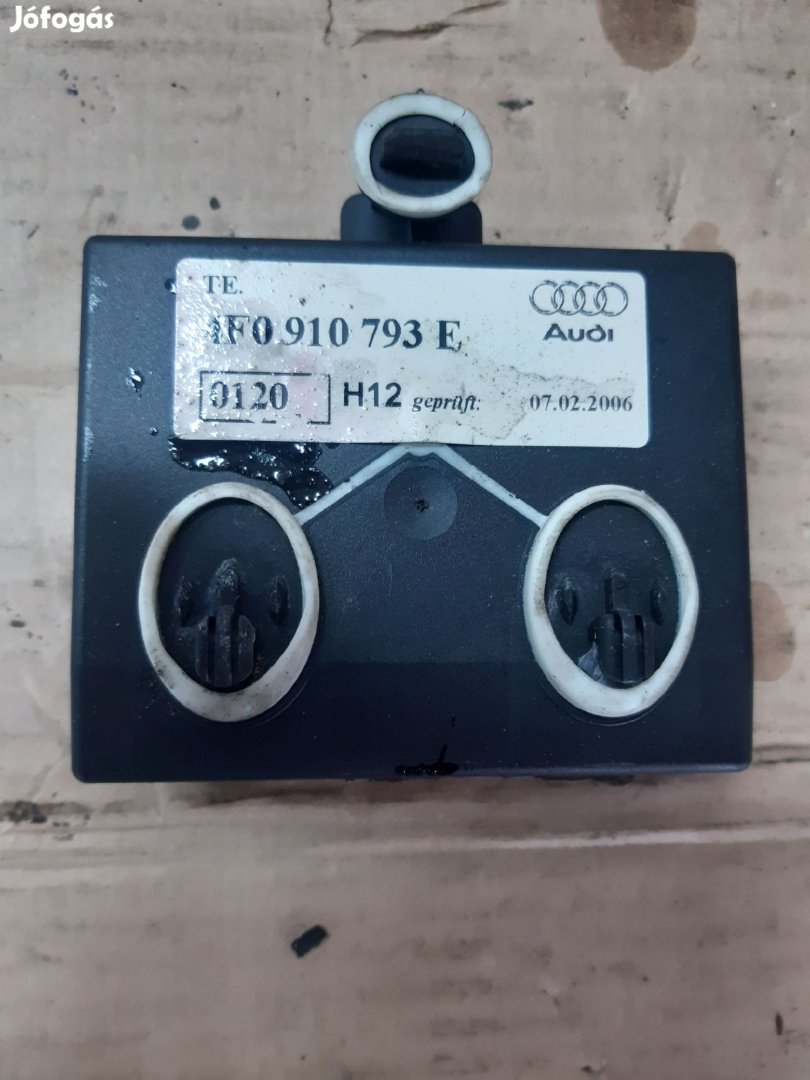 Jófogás
TE.
4F0 910 793 E
Audi
0120 H12 geprüft: 07.02.2006